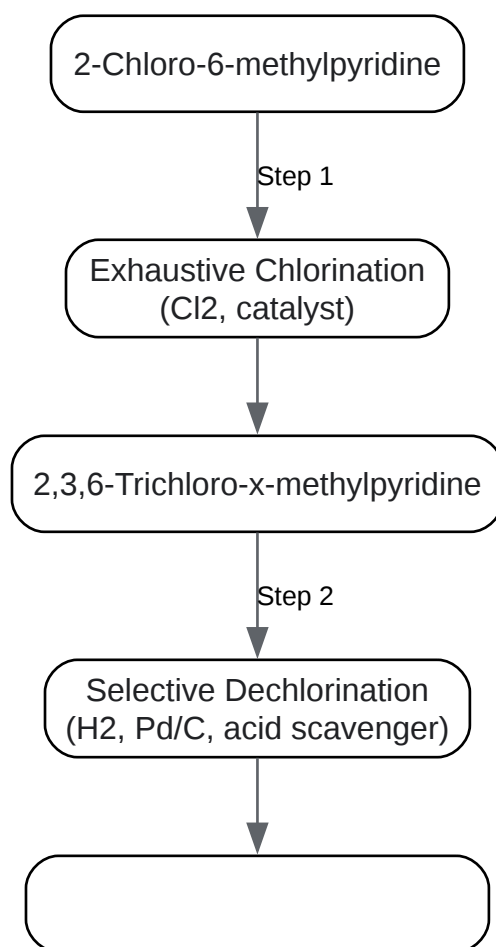 2-Chloro-6-methylpyridine
Step 1
Exhaustive Chlorination
(Cl2, catalyst)
2,3,6-Trichloro-x-methylpyridine
Step 2
Selective Dechlorination
(H2, Pd/C, acid scavenger)